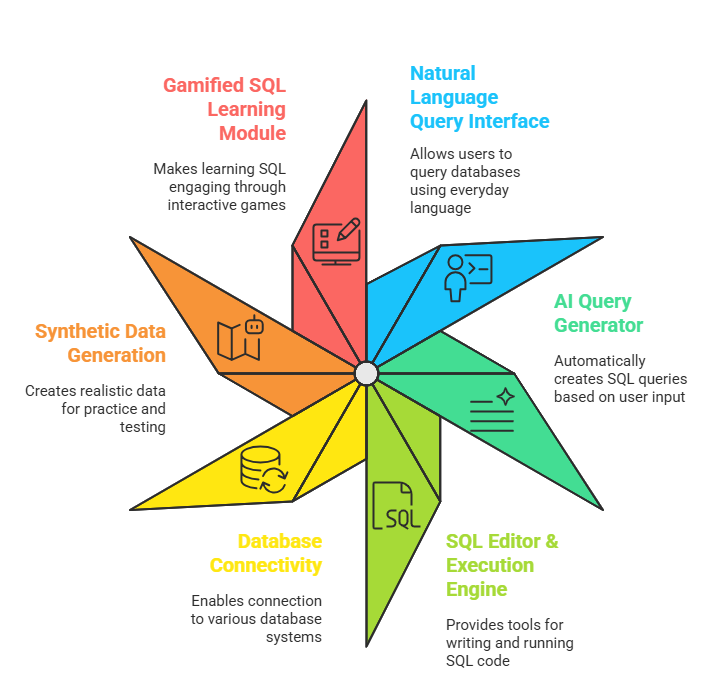 Gamified SQL
Learning
Module
Makes learning SQL
engaging through
interactive games
Natural
Language
Query Interface
Allows users to
query databases
using everyday
language
AI Query
Generator
Automatically
creates SQL queries
based on user input
SQL Editor &
Execution
Engine
Provides tools for
writing and running
SQL code
SQL
Database
Connectivity
Enables connection
to various database
systems
Synthetic Data
Generation
Creates realistic data
for practice and
testing